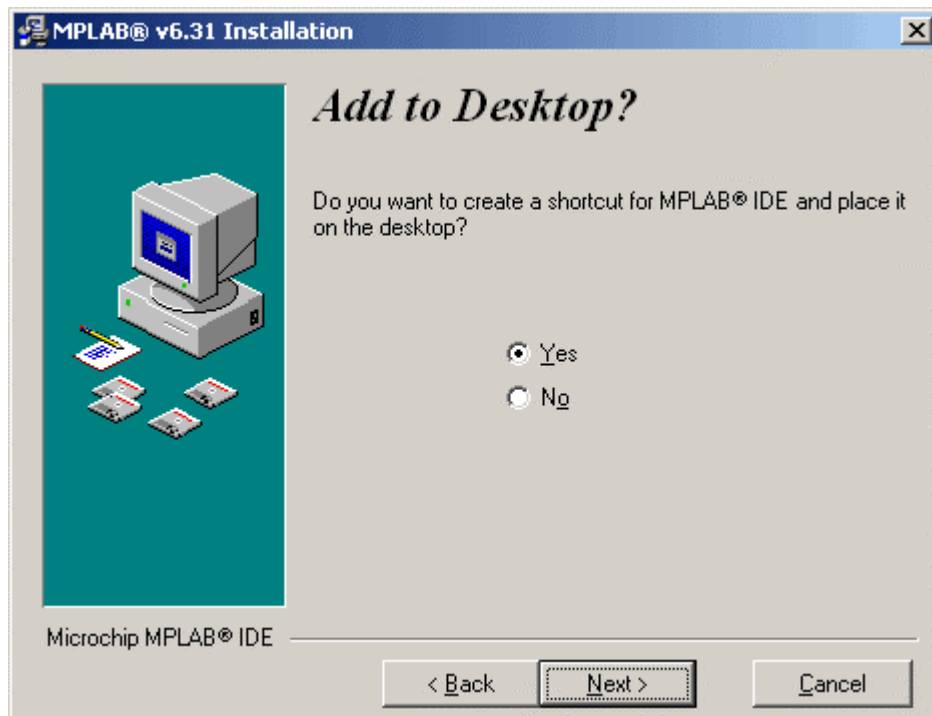 MPLAB® v6.31 Installation
Add to Desktop?
Do you want to create a shortcut for MPLAB® IDE and place it
on the desktop?
Yes
No
Microchip MPLAB® IDE
< Back
Next >
Cancel